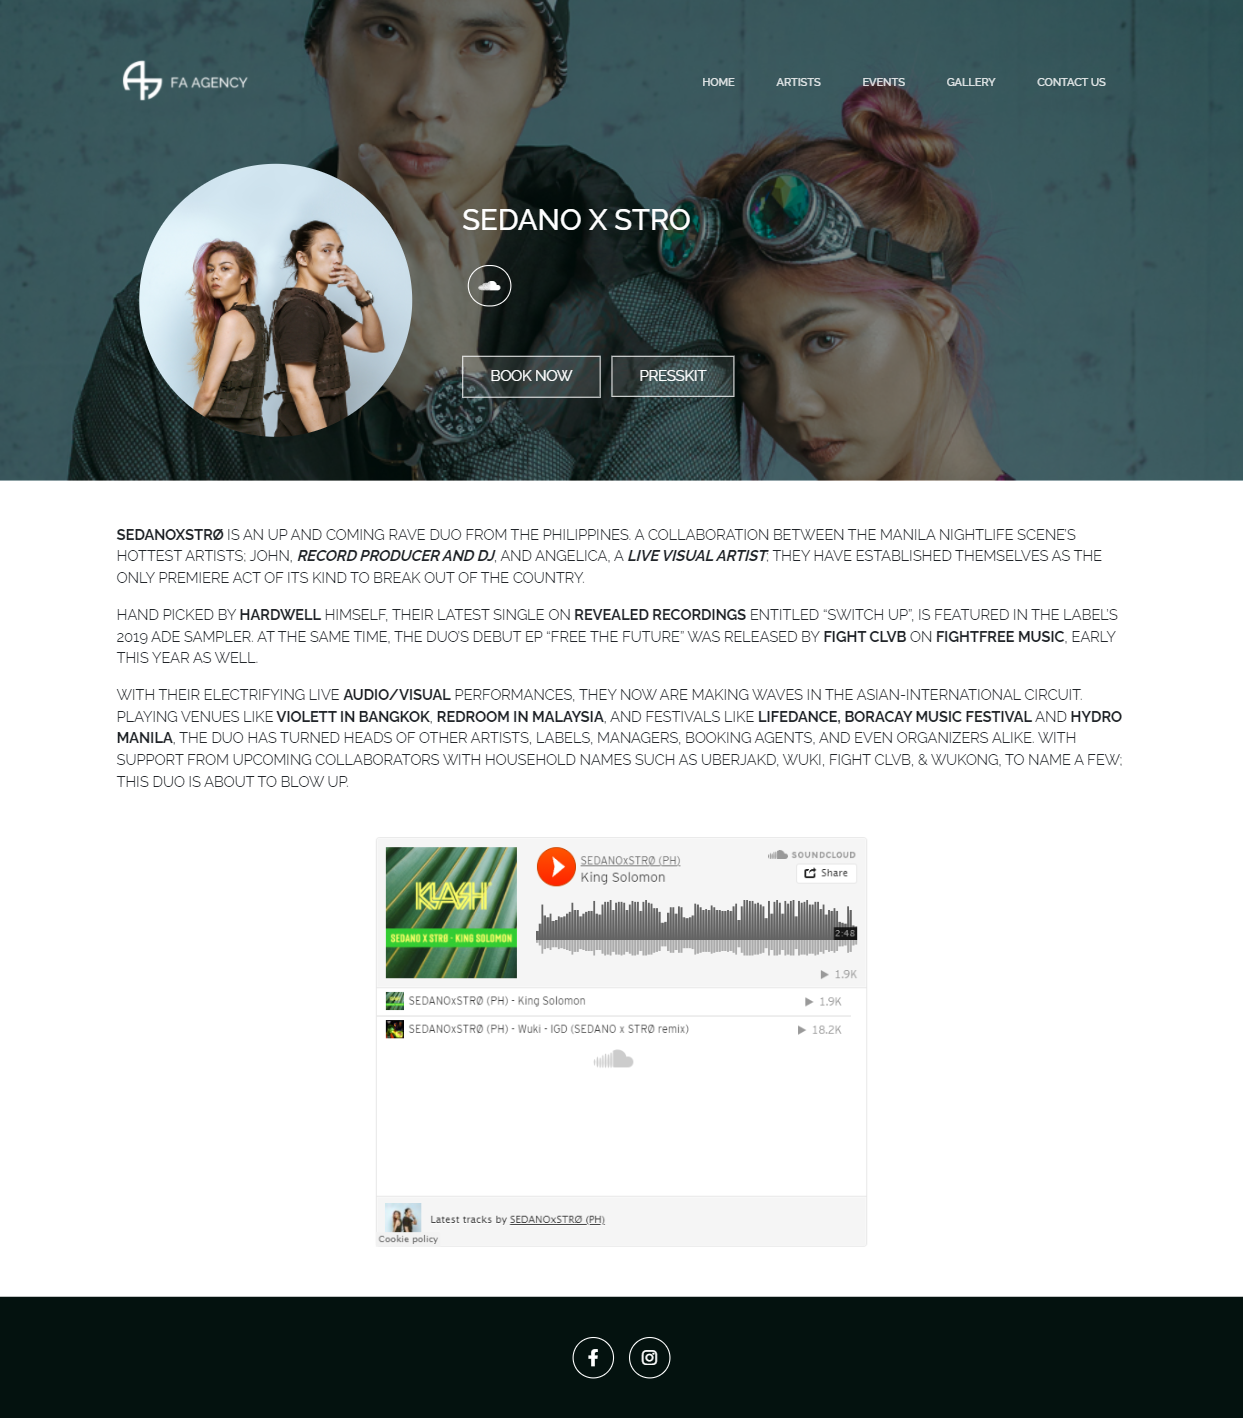 FA AGENCY
HOME ARTISTS EVENTS GALLERY CONTACT US
SEDANO X STRO
BOOK NOW PRESSKIT
SEDANOXSTRØ IS AN UP AND COMING RAVE DUO FROM THE PHILIPPINES. A COLLABORATION BETWEEN THE MANILA NIGHTLIFE SCENE'S
HOTTEST ARTISTS; JOHN, RECORD PRODUCER AND DJ, AND ANGELICA, A LIVE VISUAL ARTIST; THEY HAVE ESTABLISHED THEMSELVES AS THE
ONLY PREMIERE ACT OF ITS KIND TO BREAK OUT OF THE COUNTRY.
HAND PICKED BY HARDWELL HIMSELF, THEIR LATEST SINGLE ON REVEALED RECORDINGS ENTITLED “SWITCH UP”, IS FEATURED IN THE LABEL'S
2019 ADE SAMPLER. AT THE SAME TIME, THE DUO'S DEBUT EP “FREE THE FUTURE” WAS RELEASED BY FIGHT CLVB ON FIGHTFREE MUSIC, EARLY
THIS YEAR AS WELL.
WITH THEIR ELECTRIFYING LIVE AUDIO/VISUAL PERFORMANCES, THEY NOW ARE MAKING WAVES IN THE ASIAN-INTERNATIONAL CIRCUIT.
PLAYING VENUES LIKE VIOLETT IN BANGKOK, REDROOM IN MALAYSIA, AND FESTIVALS LIKE LIFEDANCE, BORACAY MUSIC FESTIVAL AND HYDRO
MANILA, THE DUO HAS TURNED HEADS OF OTHER ARTISTS, LABELS, MANAGERS, BOOKING AGENTS, AND EVEN ORGANIZERS ALIKE. WITH
SUPPORT FROM UPCOMING COLLABORATORS WITH HOUSEHOLD NAMES SUCH AS UBERJAKD, WUKI, FIGHT CLVB, & WUKONG, TO NAME A FEW;
THIS DUO IS ABOUT TO BLOW UP.
KLASH
SEDANO X STRØ - KING SOLOMON
SEDANOxSTRØ (PH)
King Solomon
SOUNDCLOUD
Share
2:48
1.9K
SEDANOxSTRØ (PH) - King Solomon 1.9K
SEDANOxSTRØ (PH) - Wuki - IGD (SEDANO x STRØ remix) 18.2K
Latest tracks by SEDANOxSTRØ (PH)
Cookie policy